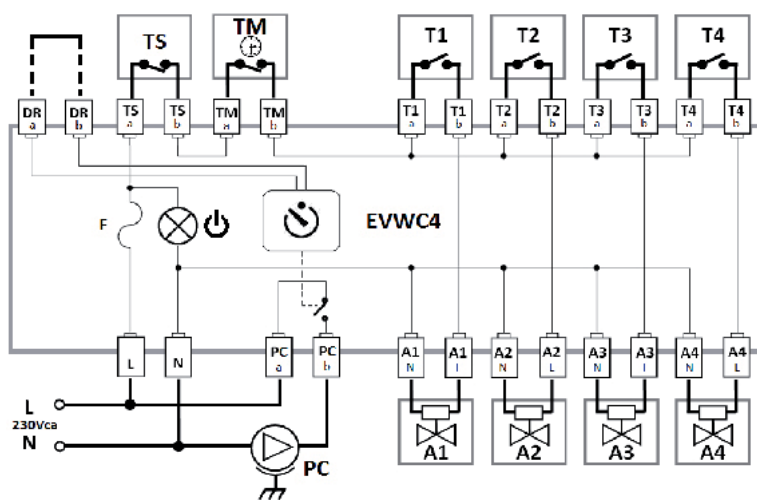 TS
TM
T1
T2
T3
T4
DR a
DR b
TS a
TS b
TM a
TM b
T1 a
T1 b
T2 a
T2 b
T3 a
T3 b
T4 a
T4 b
F
EVWC4
L
N
PC a
PC b
A1 N
A1 L
A2 N
A2 L
A3 N
A3 L
A4 N
A4 L
L
230Vca
N
PC
A1
A2
A3
A4